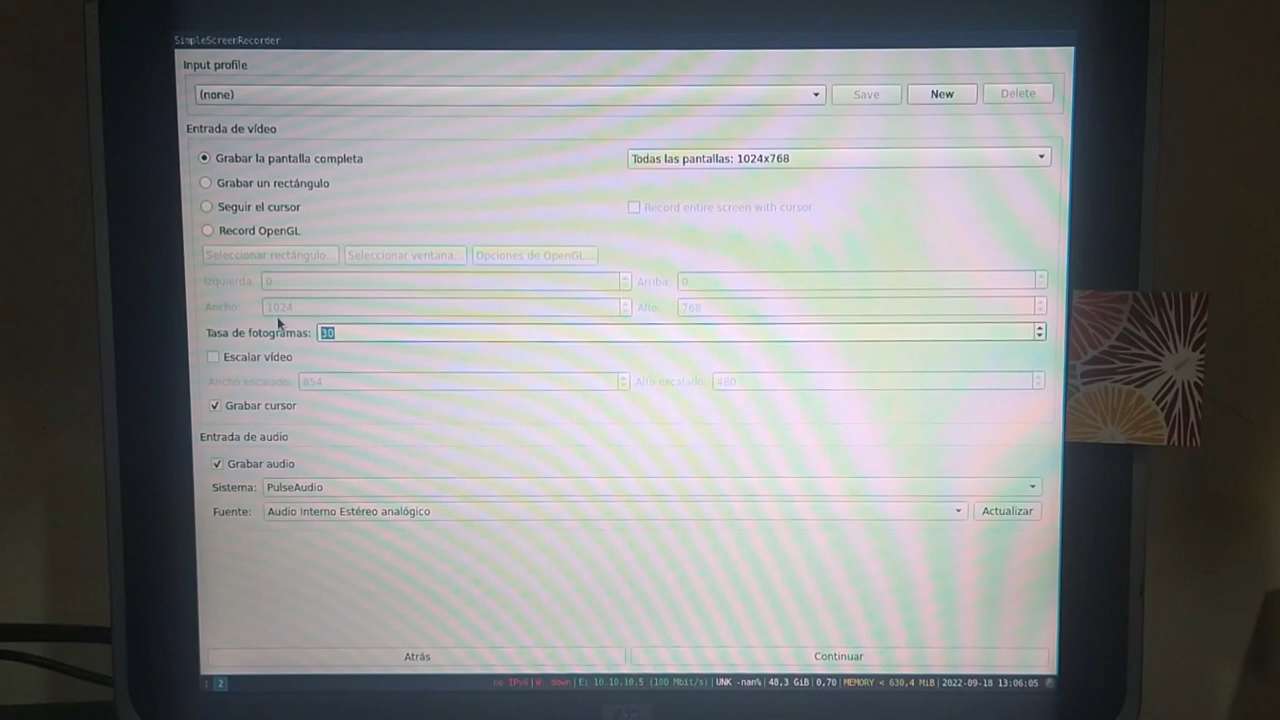 SimpleScreenRecorder
Input profile
(none) Save New Delete
Entrada de vídeo
Grabar la pantalla completa Todas las pantallas: 1024x768
Grabar un rectángulo
Seguir el cursor Record entire screen with cursor
Record OpenGL
Seleccionar rectángulo... Seleccionar ventana... Opciones de OpenGL...
Izquierda: 0 Arriba: 0
Ancho: 1024 Alto: 768
Tasa de fotogramas: 30
Escalar vídeo
Ancho escalado: 854 Alto escalado: 480
Grabar cursor
Entrada de audio
Grabar audio
Sistema: PulseAudio
Fuente: Audio Interno Estéreo analógico Actualizar
Atrás Continuar
1 2 no IPv6|W: down|E: 10.10.10.5 (100 Mbit/s)|UNK -nan%|48,3 GiB|0,70|MEMORY < 630,4 MiB|2022-09-18 13:06:05